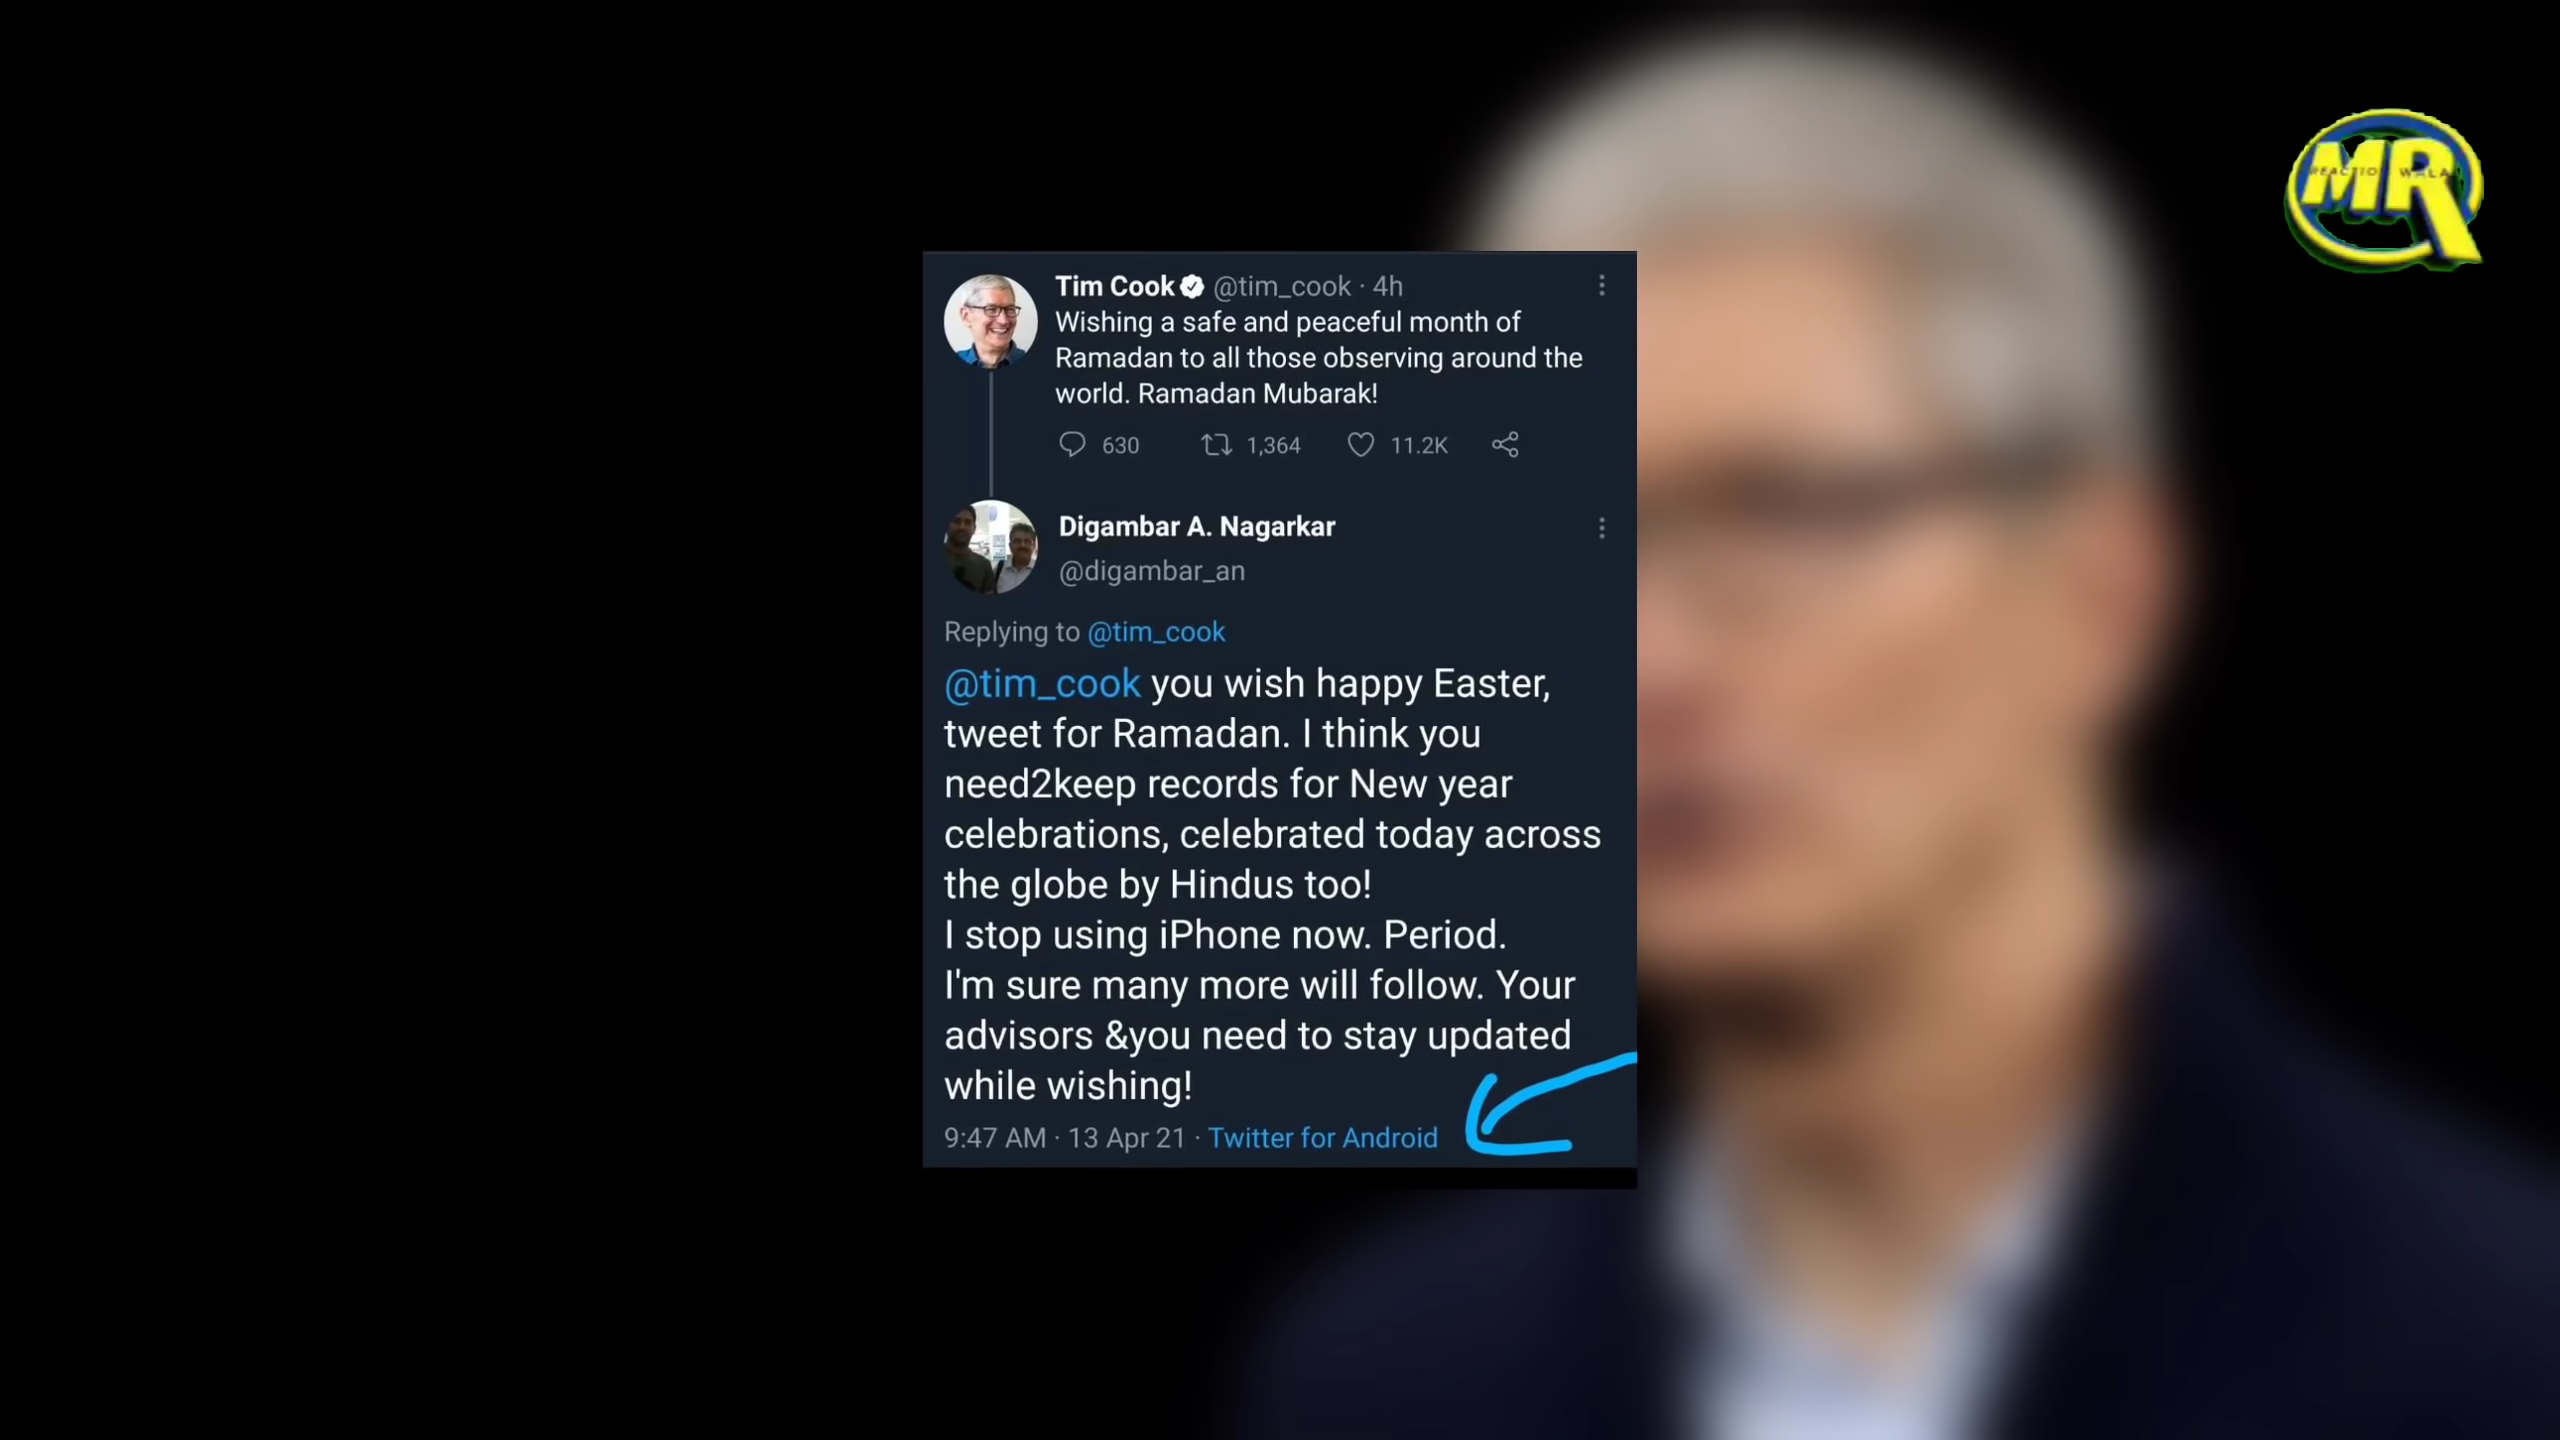 MR
REACTION WALA
Tim Cook @tim_cook · 4h
Wishing a safe and peaceful month of
Ramadan to all those observing around the
world. Ramadan Mubarak!
630 1,364 11.2K
Digambar A. Nagarkar
@digambar_an
Replying to @tim_cook
@tim_cook you wish happy Easter,
tweet for Ramadan. I think you
need2keep records for New year
celebrations, celebrated today across
the globe by Hindus too!
I stop using iPhone now. Period.
I'm sure many more will follow. Your
advisors &you need to stay updated
while wishing!
9:47 AM · 13 Apr 21 · Twitter for Android